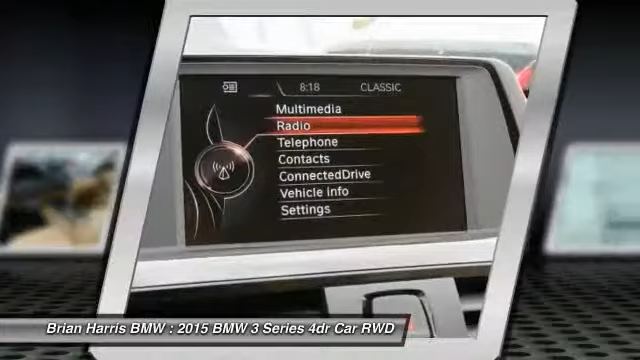 8:18 CLASSIC
Multimedia
Radio
Telephone
Contacts
ConnectedDrive
Vehicle info
Settings
Brian Harris BMW : 2015 BMW 3 Series 4dr Car RWD